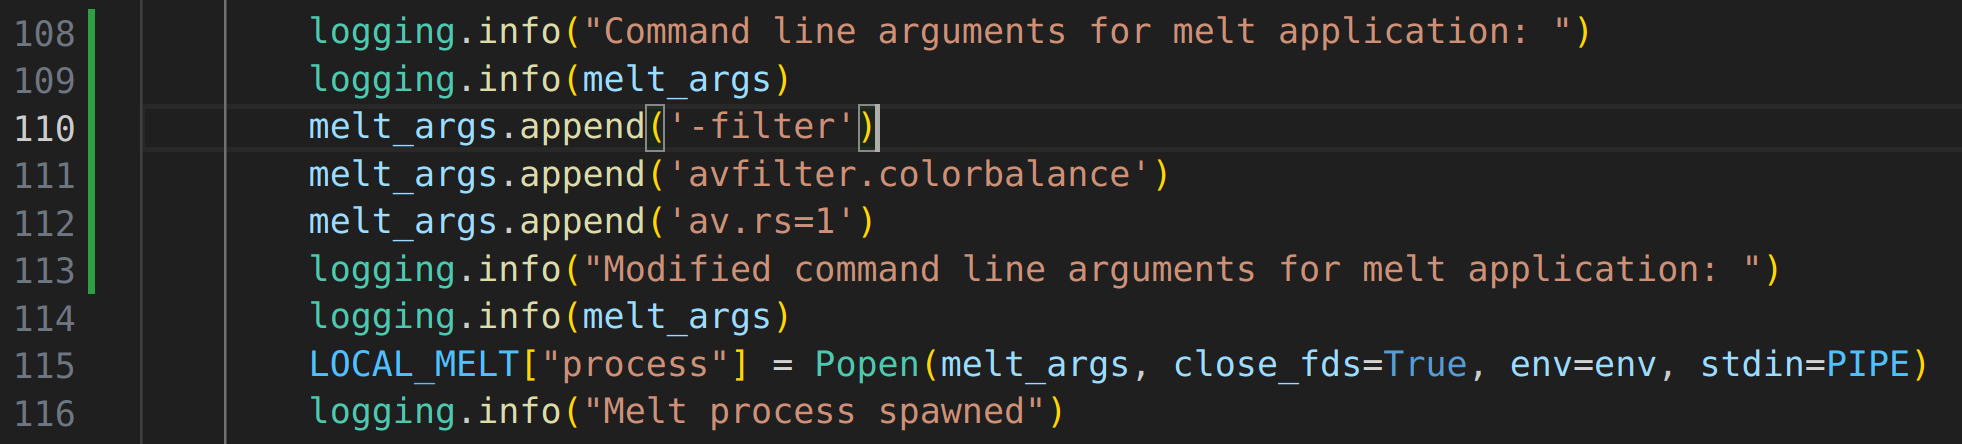 108 logging.info("Command line arguments for melt application: ")
109 logging.info(melt_args)
110 melt_args.append('-filter')
111 melt_args.append('avfilter.colorbalance')
112 melt_args.append('av.rs=1')
113 logging.info("Modified command line arguments for melt application: ")
114 logging.info(melt_args)
115 LOCAL_MELT["process"] = Popen(melt_args, close_fds=True, env=env, stdin=PIPE)
116 logging.info("Melt process spawned")